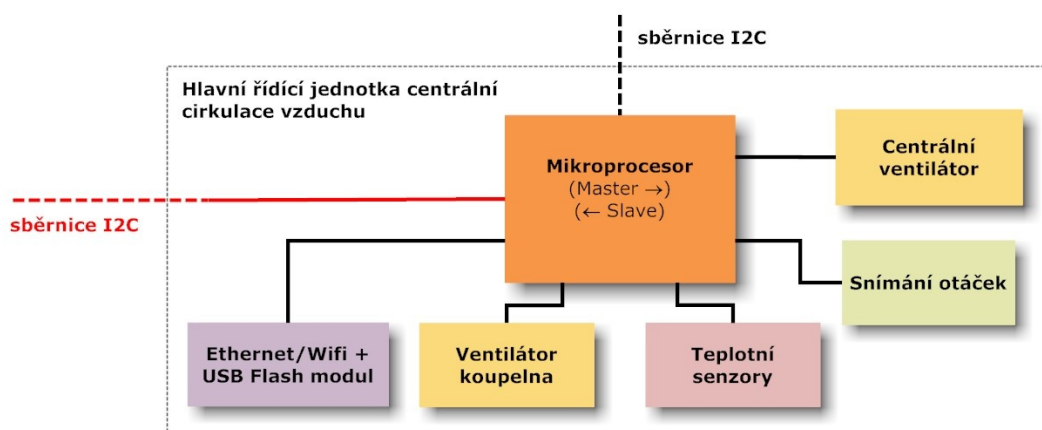 sběrnice I2C
Hlavní řídící jednotka centrální
cirkulace vzduchu
Mikroprocesor
(Master →)
(← Slave)
Centrální
ventilátor
sběrnice I2C
Snímání otáček
Ethernet/Wifi +
USB Flash modul
Ventilátor
koupelna
Teplotní
senzory